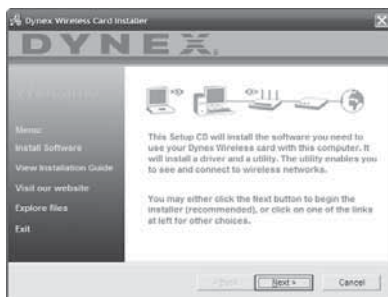 Dynex Wireless Card Installer
DYNEX
Menu:
Install Software
View Installation Guide
Visit our website
Explore files
Exit
This Setup CD will install the software you need to
use your Dynex Wireless card with this computer. It
will install a driver and a utility. The utility enables you
to see and connect to wireless networks.
You may either click the Next button to begin the
installer (recommended), or click on one of the links
at left for other choices.
Next >
Cancel